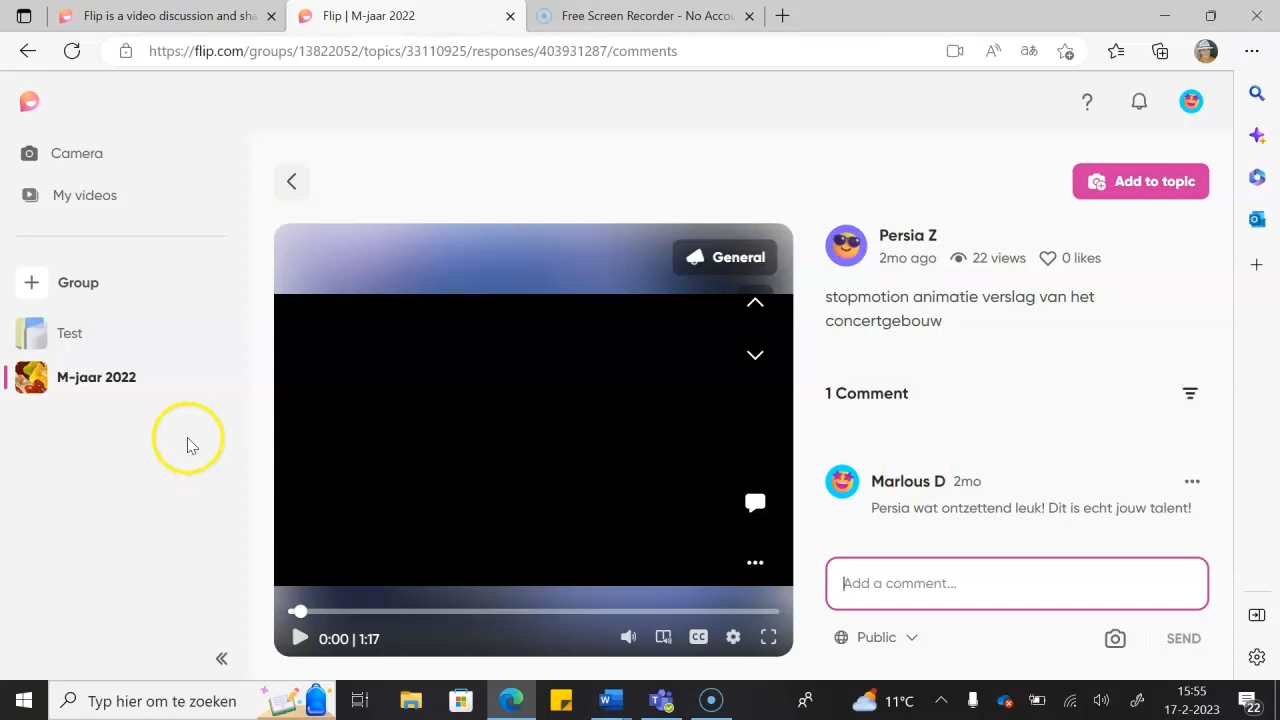 Flip is a video discussion and sha
Flip | M-jaar 2022
Free Screen Recorder - No Accou
https://flip.com/groups/13822052/topics/33110925/responses/403931287/comments
Camera
My videos
Group
Test
M-jaar 2022
Add to topic
General
Persia Z
2mo ago 22 views 0 likes
stopmotion animatie verslag van het
concertgebouw
1 Comment
Marlous D 2mo
Persia wat ontzettend leuk! Dit is echt jouw talent!
Add a comment...
Public
SEND
0:00 | 1:17
CC
Typ hier om te zoeken
11°C
15:55
17-2-2023
22